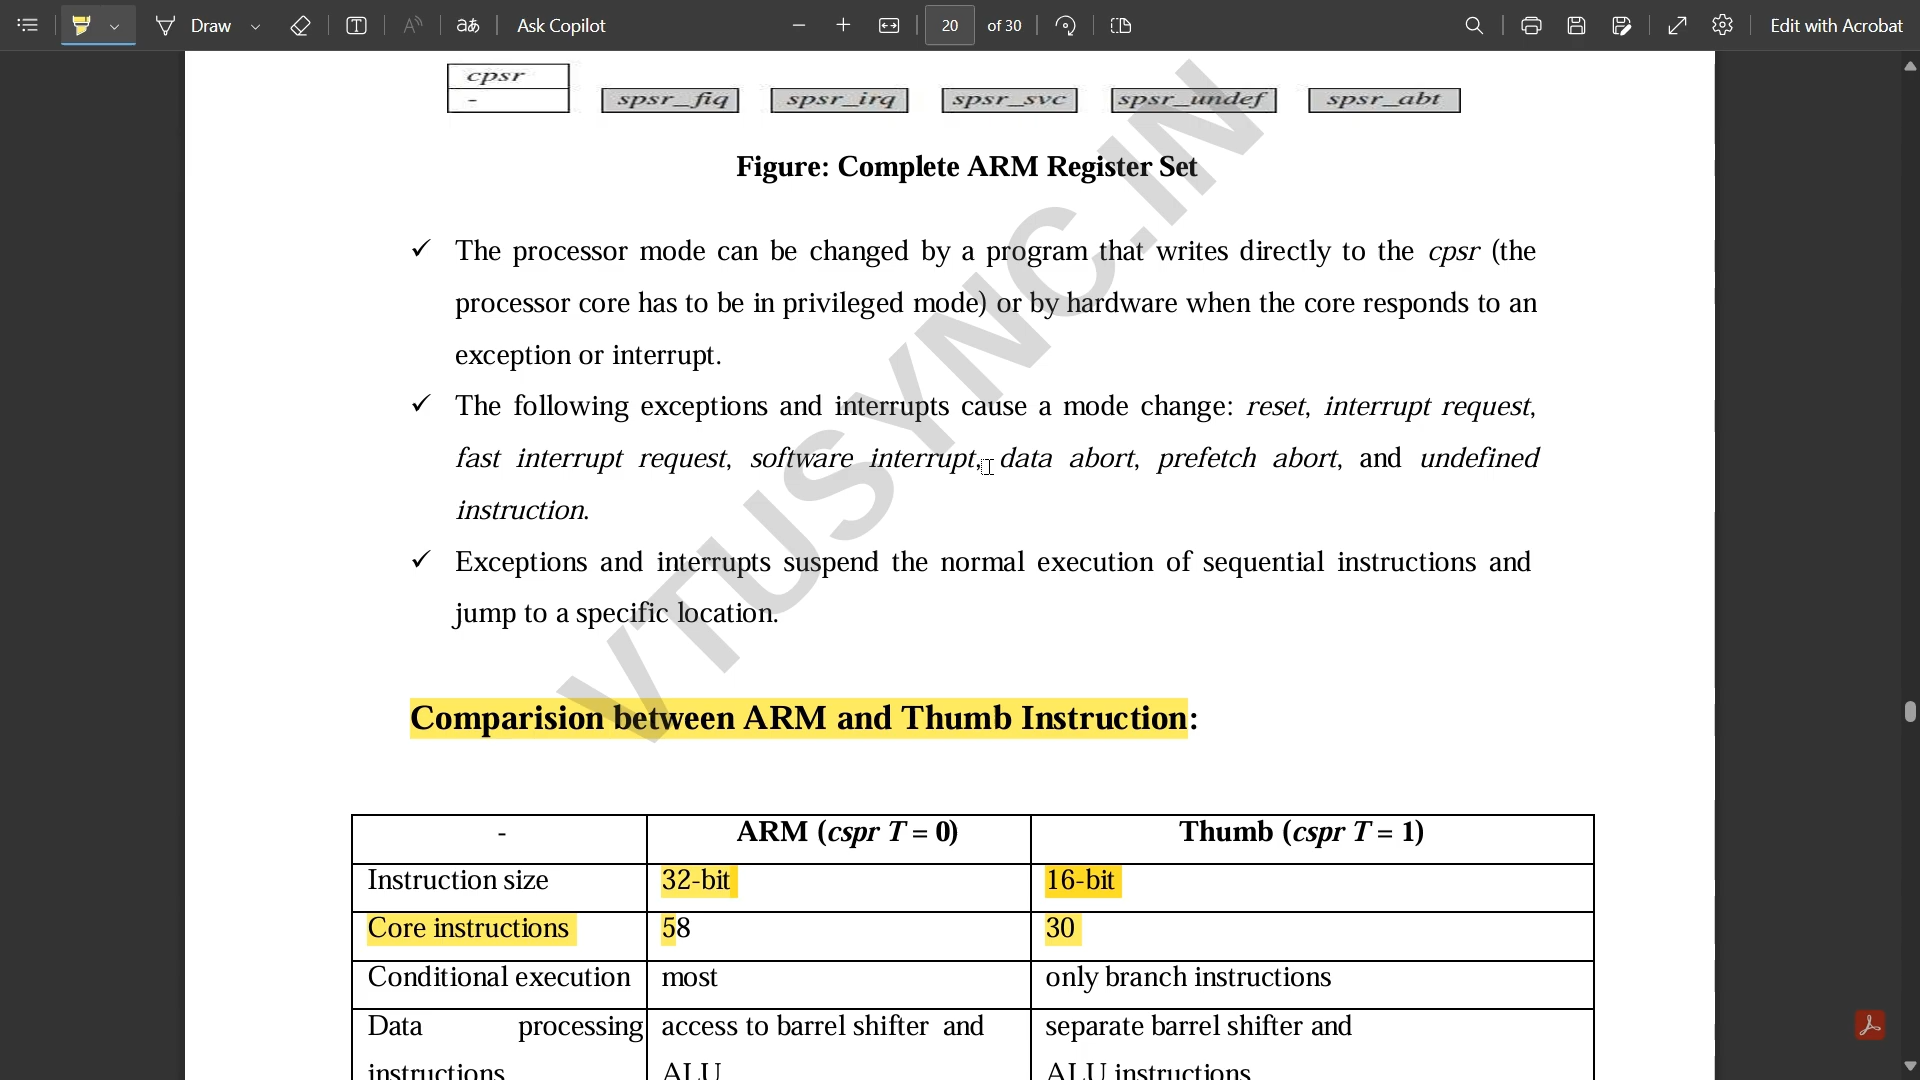 Draw
Ask Copilot
20 of 30
Edit with Acrobat
cpsr
-
spsr_fiq spsr_irq spsr_svc spsr_undef spsr_abt
Figure: Complete ARM Register Set
✓ The processor mode can be changed by a program that writes directly to the cpsr (the
processor core has to be in privileged mode) or by hardware when the core responds to an
exception or interrupt.
✓ The following exceptions and interrupts cause a mode change: reset, interrupt request,
fast interrupt request, software interrupt, data abort, prefetch abort, and undefined
instruction.
✓ Exceptions and interrupts suspend the normal execution of sequential instructions and
jump to a specific location.
VTUSYNC.IN
Comparision between ARM and Thumb Instruction:
- ARM (cspr T = 0) Thumb (cspr T = 1)
Instruction size 32-bit 16-bit
Core instructions 58 30
Conditional execution most only branch instructions
Data processing access to barrel shifter and separate barrel shifter and
instructions ALU ALU instructions